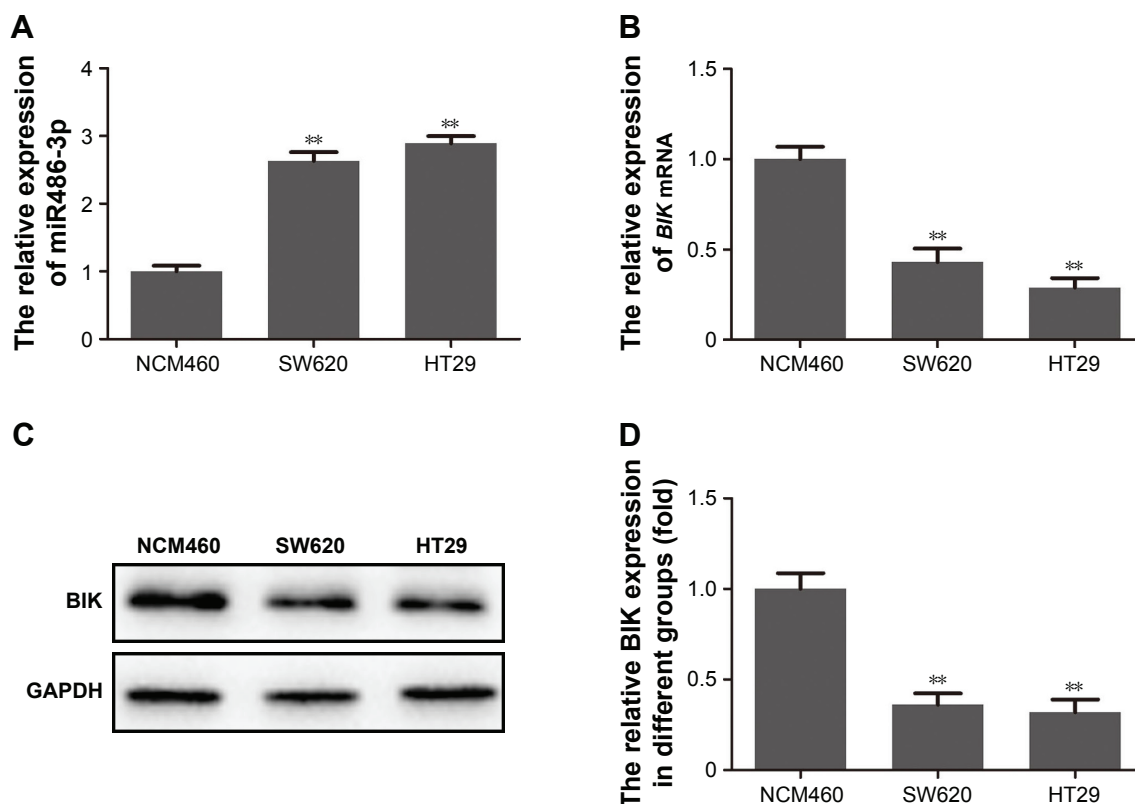 A
The relative expression
of miR486-3p
4
3
2
1
0
**
**
NCM460 SW620 HT29
B
The relative expression
of BIK mRNA
1.5
1.0
0.5
0
**
**
NCM460 SW620 HT29
C
NCM460 SW620 HT29
BIK
GAPDH
D
The relative BIK expression
in different groups (fold)
1.5
1.0
0.5
0
**
**
NCM460 SW620 HT29